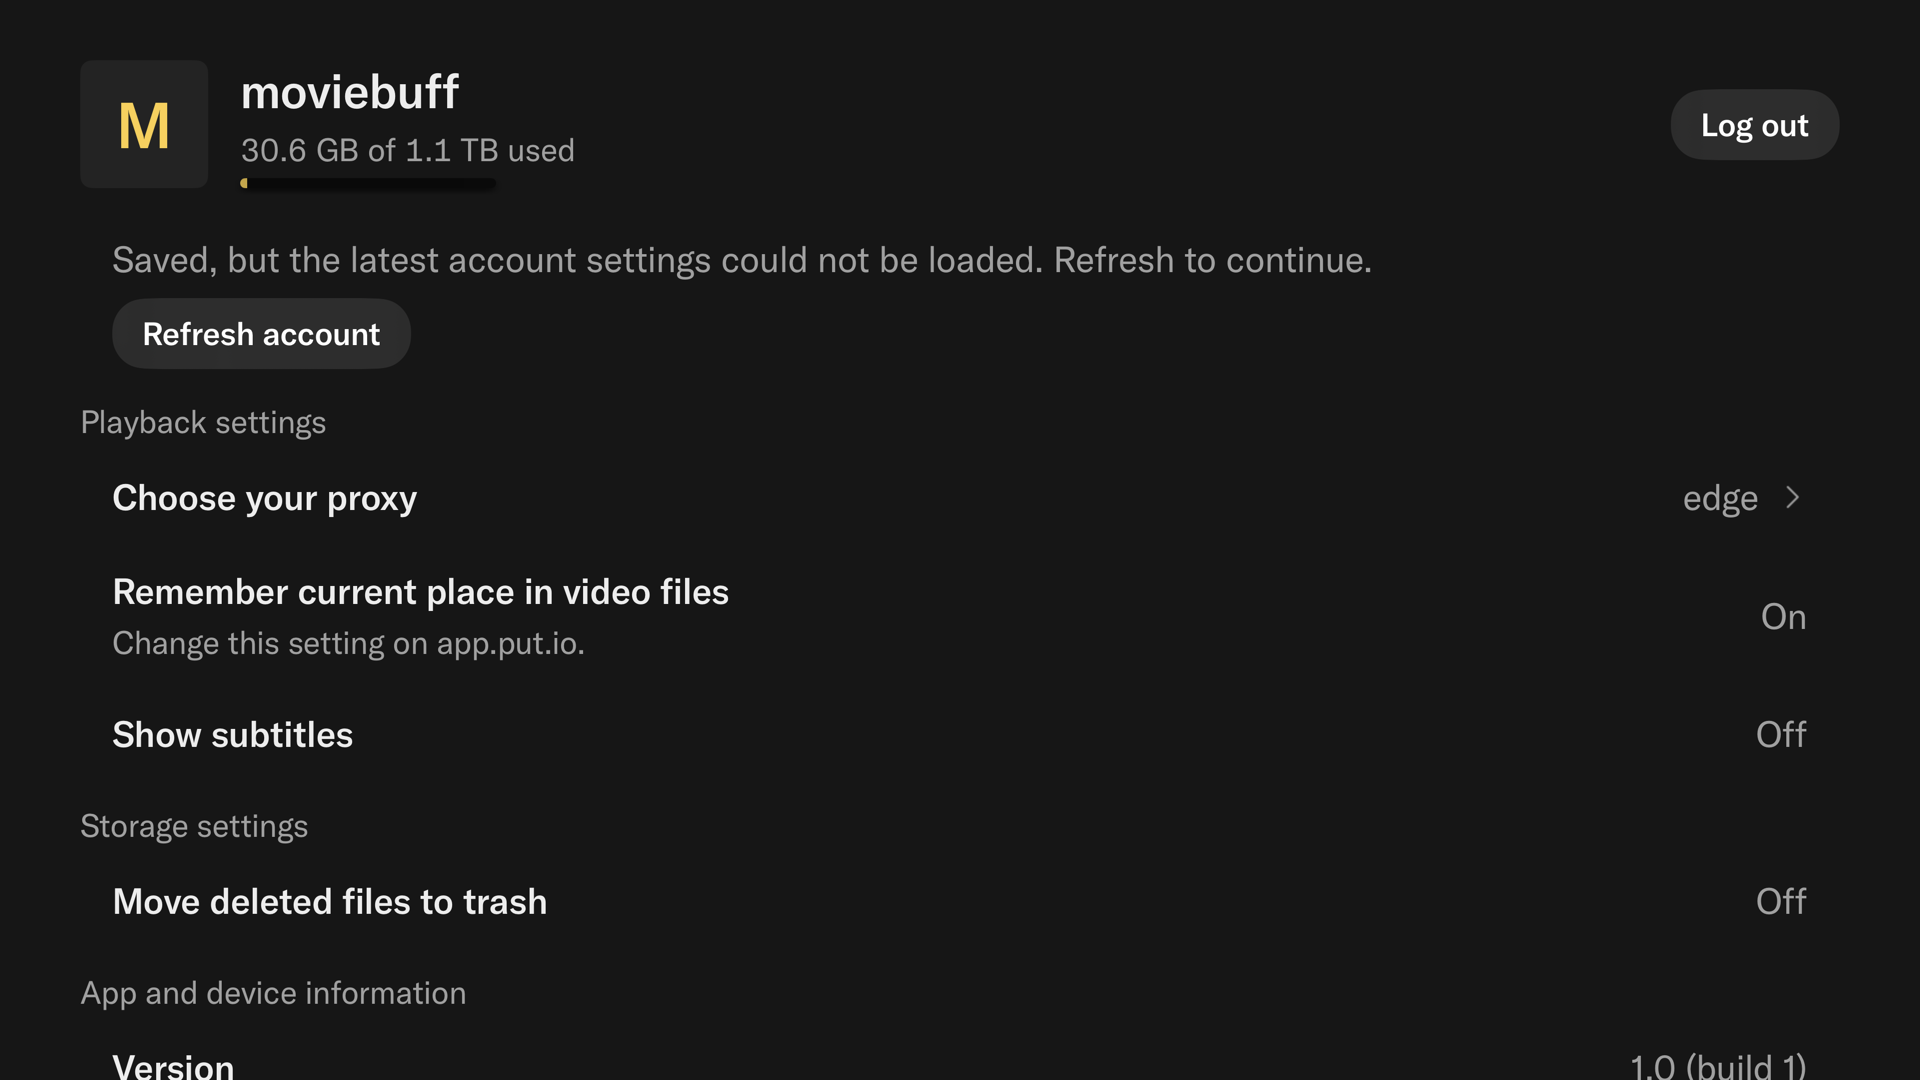 M
moviebuff
30.6 GB of 1.1 TB used
Log out
Saved, but the latest account settings could not be loaded. Refresh to continue.
Refresh account
Playback settings
Choose your proxy
edge
Remember current place in video files
Change this setting on app.put.io.
On
Show subtitles
Off
Storage settings
Move deleted files to trash
Off
App and device information
Version
1.0 (build 1)